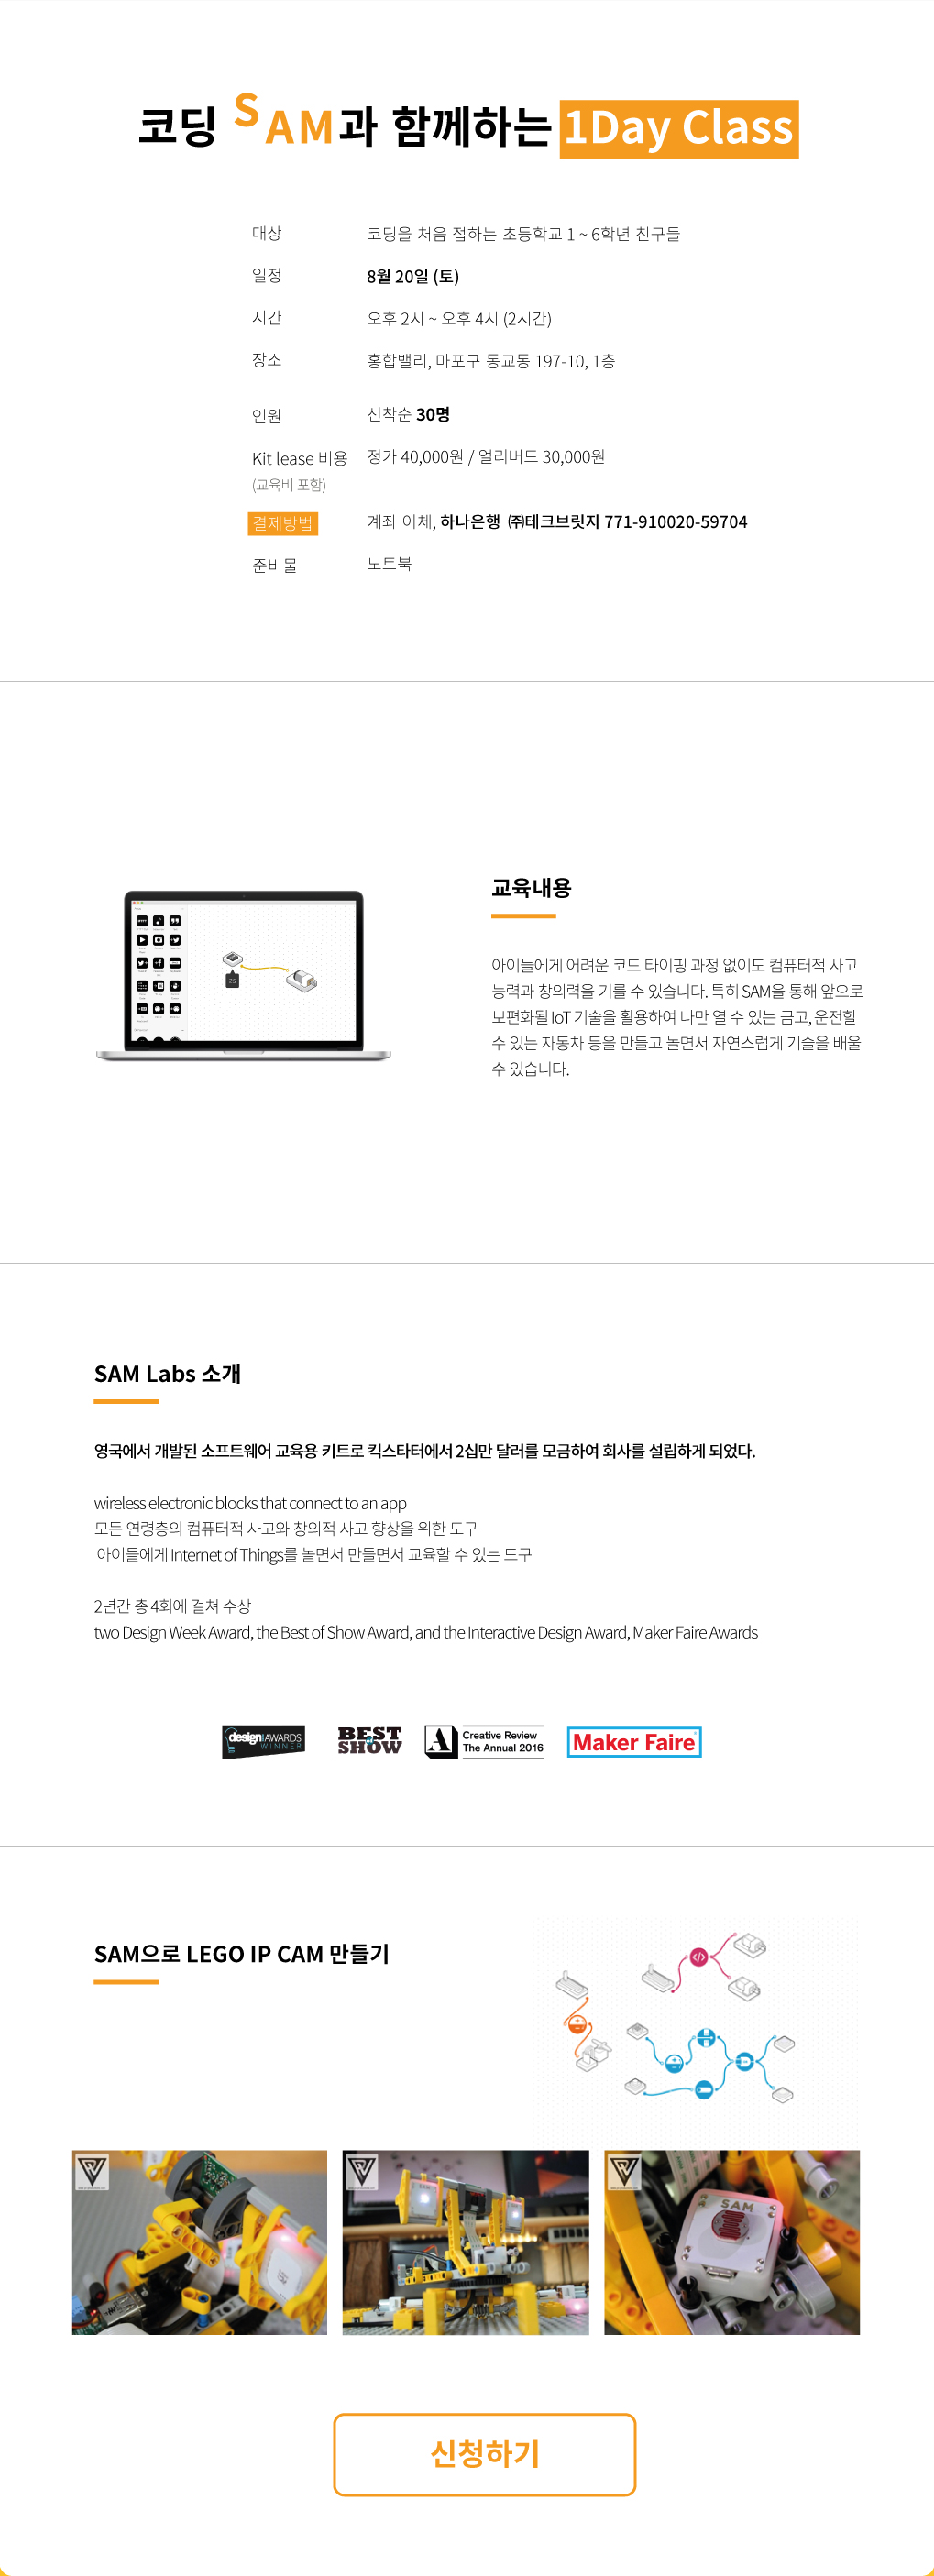 코딩 SAM과 함께하는 1Day Class
대상 코딩을 처음 접하는 초등학교 1 ~ 6학년 친구들
일정 8월 20일 (토)
시간 오후 2시 ~ 오후 4시 (2시간)
장소 홍합밸리, 마포구 동교동 197-10, 1층
인원 선착순 30명
Kit lease 비용 정가 40,000원 / 얼리버드 30,000원
(교육비 포함)
결제방법 계좌 이체, 하나은행 ㈜테크브릿지 771-910020-59704
준비물 노트북
교육내용
아이들에게 어려운 코드 타이핑 과정 없이도 컴퓨터적 사고
능력과 창의력을 기를 수 있습니다. 특히 SAM을 통해 앞으로
보편화될 IoT 기술을 활용하여 나만 열 수 있는 금고, 운전할
수 있는 자동차 등을 만들고 놀면서 자연스럽게 기술을 배울
수 있습니다.
SAM Labs 소개
영국에서 개발된 소프트웨어 교육용 키트로 킥스타터에서 2십만 달러를 모금하여 회사를 설립하게 되었다.
wireless electronic blocks that connect to an app
모든 연령층의 컴퓨터적 사고와 창의적 사고 향상을 위한 도구
아이들에게 Internet of Things를 놀면서 만들면서 교육할 수 있는 도구
2년간 총 4회에 걸쳐 수상
two Design Week Award, the Best of Show Award, and the Interactive Design Award, Maker Faire Awards
design AWARDS
WINNER
BEST
SHOW
A
Creative Review
The Annual 2016
Maker Faire
SAM으로 LEGO IP CAM 만들기
SAM
신청하기